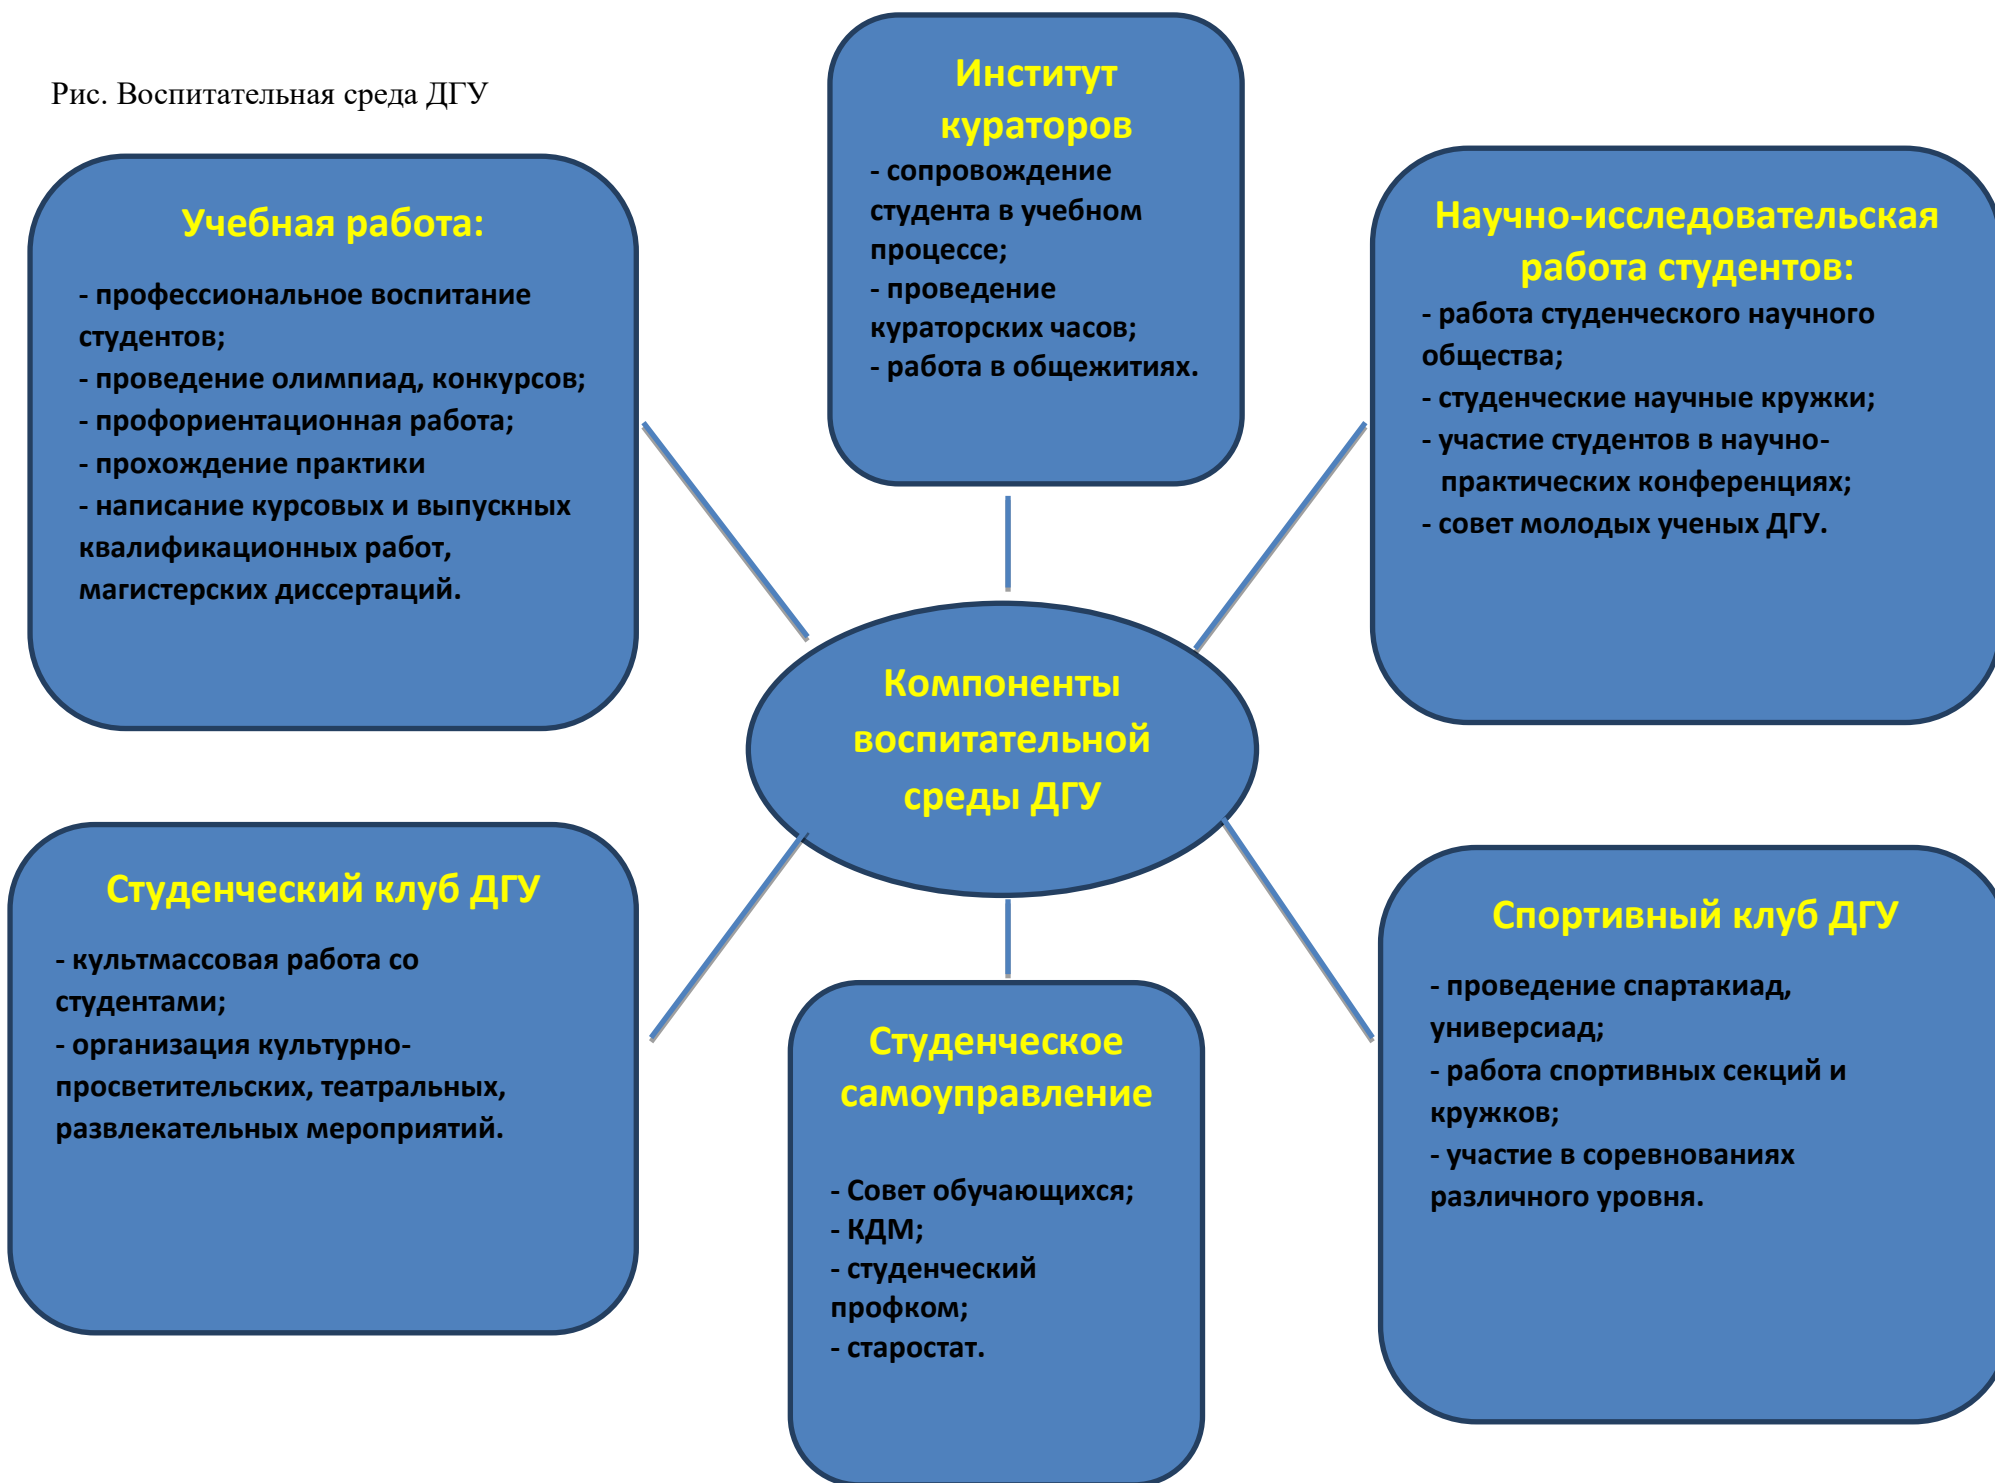 Рис. Воспитательная среда ДГУ
Институт
кураторов
- сопровождение
студента в учебном
процессе;
- проведение
кураторских часов;
- работа в общежитиях.
Учебная работа:
- профессиональное воспитание
студентов;
- проведение олимпиад, конкурсов;
- профориентационная работа;
- прохождение практики
- написание курсовых и выпускных
квалификационных работ,
магистерских диссертаций.
Научно-исследовательская
работа студентов:
- работа студенческого научного
общества;
- студенческие научные кружки;
- участие студентов в научно-
практических конференциях;
- совет молодых ученых ДГУ.
Компоненты
воспитательной
среды ДГУ
Студенческий клуб ДГУ
- культмассовая работа со
студентами;
- организация культурно-
просветительских, театральных,
развлекательных мероприятий.
Студенческое
самоуправление
- Совет обучающихся;
- КДМ;
- студенческий
профком;
- старостат.
Спортивный клуб ДГУ
- проведение спартакиад,
универсиад;
- работа спортивных секций и
кружков;
- участие в соревнованиях
различного уровня.